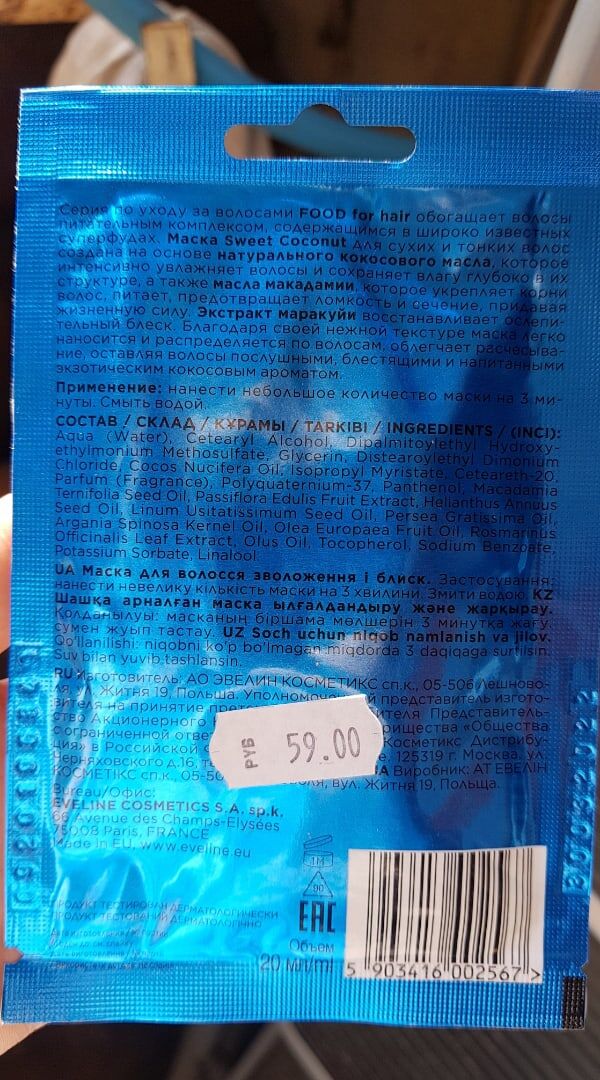 Серия по уходу за волосами FOOD for hair обогащает волосы
питательным комплексом, содержащимся в широко известных
суперфудах. Маска Sweet Coconut для сухих и тонких волос
создана на основе натурального кокосового масла, которое
интенсивно увлажняет волосы и сохраняет влагу глубоко в их
структуре, а также масла макадамии, которое укрепляет корни
волос, питает, предотвращает ломкость и сечение, придавая
жизненную силу. Экстракт маракуйи восстанавливает ослепи-
тельный блеск. Благодаря своей нежной текстуре маска легко
наносится и распределяется по волосам, облегчает расчесыва-
ние, оставляя волосы послушными, блестящими и напитанными
экзотическим кокосовым ароматом.
Применение: нанести небольшое количество маски на 3 ми-
нуты. Смыть водой.
СОСТАВ / СКЛАД / ҚҰРАМЫ / TARKIBI / INGREDIENTS / (INCI):
Aqua (Water), Cetearyl Alcohol, Dipalmitoylethyl Hydroxy-
ethylmonium Methosulfate, Glycerin, Distearoylethyl Dimonium
Chloride, Cocos Nucifera Oil, Isopropyl Myristate, Ceteareth-20,
Parfum (Fragrance), Polyquaternium-37, Panthenol, Macadamia
Ternifolia Seed Oil, Passiflora Edulis Fruit Extract, Helianthus Annuus
Seed Oil, Linum Usitatissimum Seed Oil, Persea Gratissima Oil,
Argania Spinosa Kernel Oil, Olea Europaea Fruit Oil, Rosmarinus
Officinalis Leaf Extract, Olus Oil, Tocopherol, Sodium Benzoate,
Potassium Sorbate, Linalool.
UA Маска для волосся зволоження і блиск. Застосування:
нанести невелику кількість маски на 3 хвилини. Змити водою. KZ
Шашқа арналған маска ылғалдандыру және жарқырау.
Қолданылуы: масканың біршама мөлшерін 3 минутқа жағу,
сумен жуып тастау. UZ Soch uchun niqob namlanish va jilov.
Qo'llanilishi: niqobni ko'p bo'lmagan miqdorda 3 daqiqaga surtilsin.
Suv bilan yuvib tashlansin.
RU Изготовитель: АО ЭВЕЛИН КОСМЕТИКС сп.к., 05-506 Лешново-
ля, ул. Житня 19, Польша. Уполномоченный представитель изгото-
вителя на принятие Представитель-
ство Акционерного «Общества
с ограниченной Косметикс Дистрибу-
ция» Российской 125319 г. Москва, ул.
Черняховского д.16, Виробник: АТ ЕВЕЛІН
КОСМЕТІКС сп.к., вул. Житня 19, Польща.
РУБ 59.00
Bureau/Офис:
EVELINE COSMETICS S.A. sp.k.
66 Avenue des Champs-Elysées
75008 Paris, FRANCE
Made in EU, www.eveline.eu
1M
90
EAC
ПРОДУКТ ТЕСТИРОВАН ДЕРМАТОЛОГИЧЕСКИ
ПРОДУКТ ТЕСТОВАНИЙ ДЕРМАТОЛОГІЧНО
Объем
20 мл/ml
5 903416 002567 >
30032022